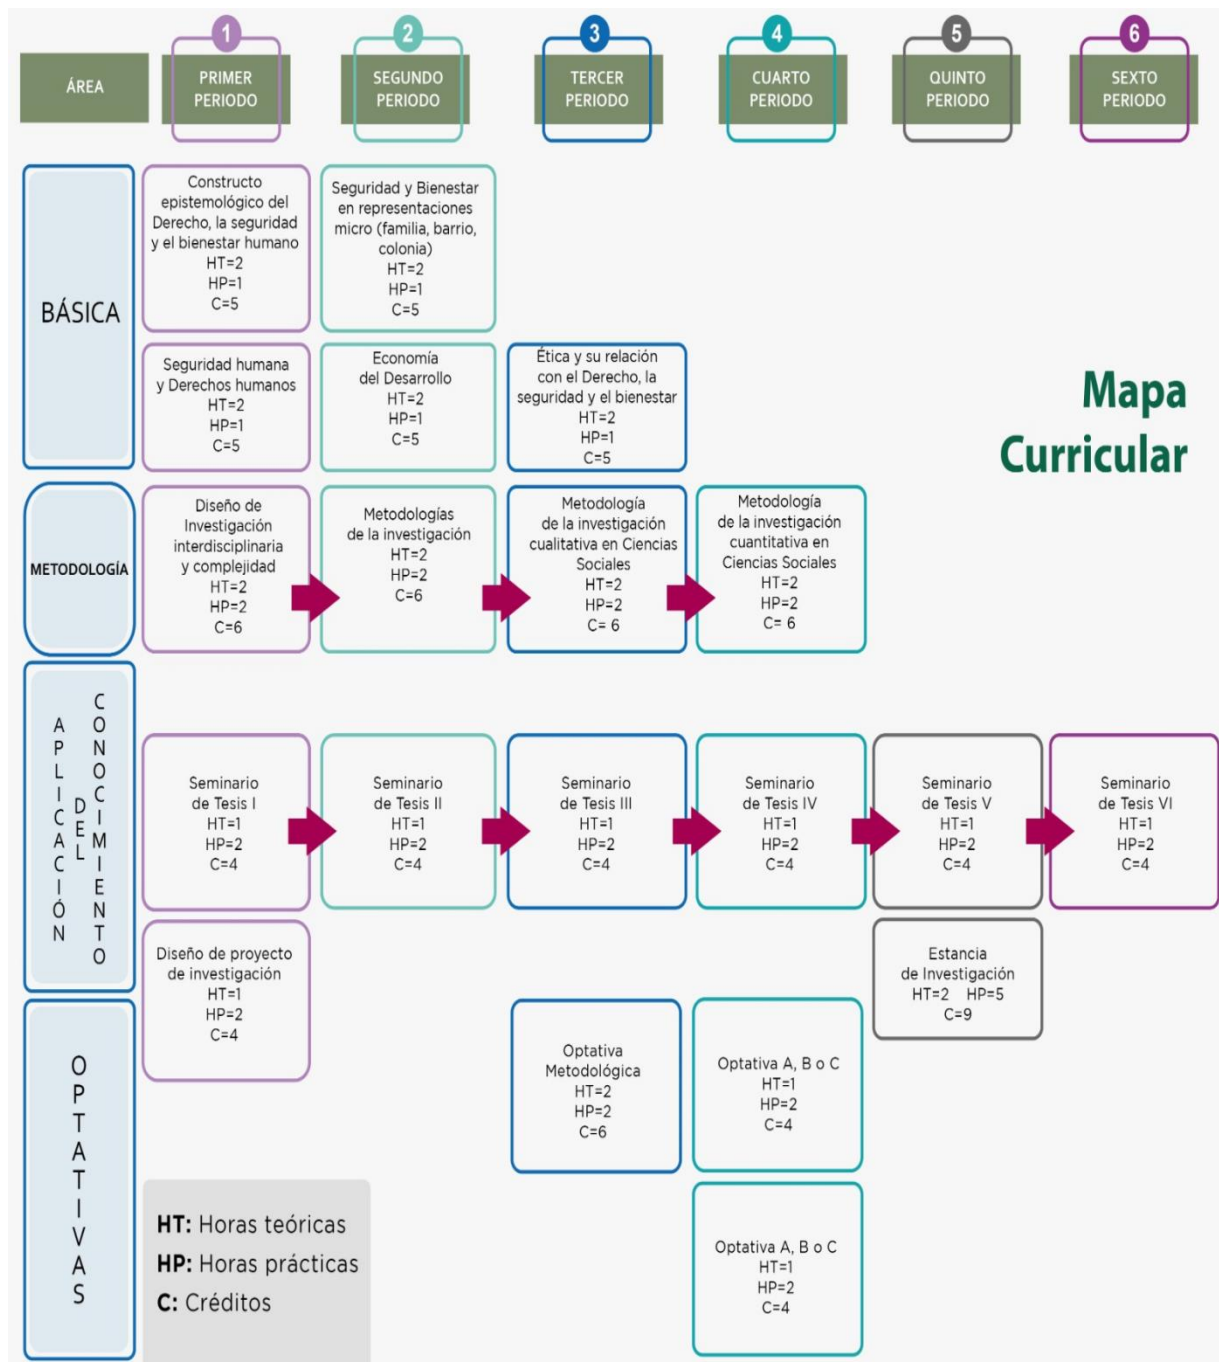 1
2
3
4
5
6
ÁREA
PRIMER
PERIODO
SEGUNDO
PERIODO
TERCER
PERIODO
CUARTO
PERIODO
QUINTO
PERIODO
SEXTO
PERIODO
BÁSICA
Constructo
epistemológico del
Derecho, la seguridad
y el bienestar humano
HT=2
HP=1
C=5
Seguridad y Bienestar
en representaciones
micro (familia, barrio,
colonia)
HT=2
HP=1
C=5
Seguridad humana
y Derechos humanos
HT=2
HP=1
C=5
Economía
del Desarrollo
HT=2
HP=1
C=5
Ética y su relación
con el Derecho, la
seguridad y el bienestar
HT=2
HP=1
C=5
Mapa
Curricular
METODOLOGÍA
Diseño de
Investigación
interdisciplinaria
y complejidad
HT=2
HP=2
C=6
Metodologías
de la investigación
HT=2
HP=2
C=6
Metodología
de la investigación
cualitativa en Ciencias
Sociales
HT=2
HP=2
C= 6
Metodología
de la investigación
cuantitativa en
Ciencias Sociales
HT=2
HP=2
C= 6
APLICACIÓN
DEL
CONOCIMIENTO
Seminario
de Tesis I
HT=1
HP=2
C=4
Seminario
de Tesis II
HT=1
HP=2
C=4
Seminario
de Tesis III
HT=1
HP=2
C=4
Seminario
de Tesis IV
HT=1
HP=2
C=4
Seminario
de Tesis V
HT=1
HP=2
C=4
Seminario
de Tesis VI
HT=1
HP=2
C=4
Diseño de proyecto
de investigación
HT=1
HP=2
C=4
Estancia
de Investigación
HT=2 HP=5
C=9
OPTATIVAS
Optativa
Metodológica
HT=2
HP=2
C=6
Optativa A, B o C
HT=1
HP=2
C=4
Optativa A, B o C
HT=1
HP=2
C=4
HT: Horas teóricas
HP: Horas prácticas
C: Créditos